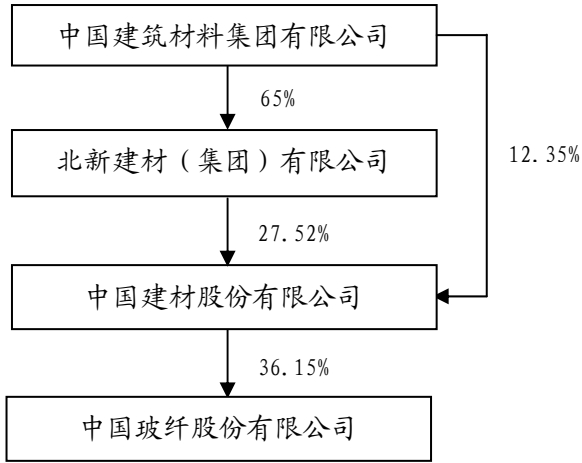 中国建筑材料集团有限公司
65%
北新建材（集团）有限公司
12.35%
27.52%
中国建材股份有限公司
36.15%
中国玻纤股份有限公司